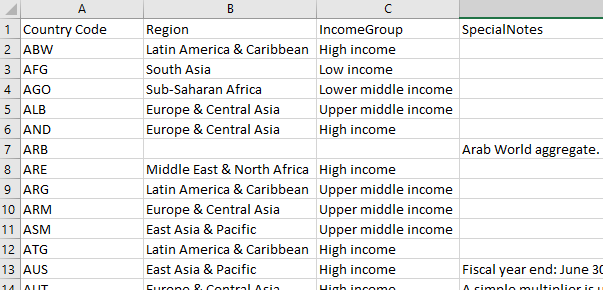 A B C
1 Country Code Region IncomeGroup SpecialNotes
2 ABW Latin America & Caribbean High income
3 AFG South Asia Low income
4 AGO Sub-Saharan Africa Lower middle income
5 ALB Europe & Central Asia Upper middle income
6 AND Europe & Central Asia High income
7 ARB Arab World aggregate.
8 ARE Middle East & North Africa High income
9 ARG Latin America & Caribbean Upper middle income
10 ARM Europe & Central Asia Upper middle income
11 ASM East Asia & Pacific Upper middle income
12 ATG Latin America & Caribbean High income
13 AUS East Asia & Pacific High income Fiscal year end: June 30
14 AUT Europe & Central Asia High income A simple multiplier is